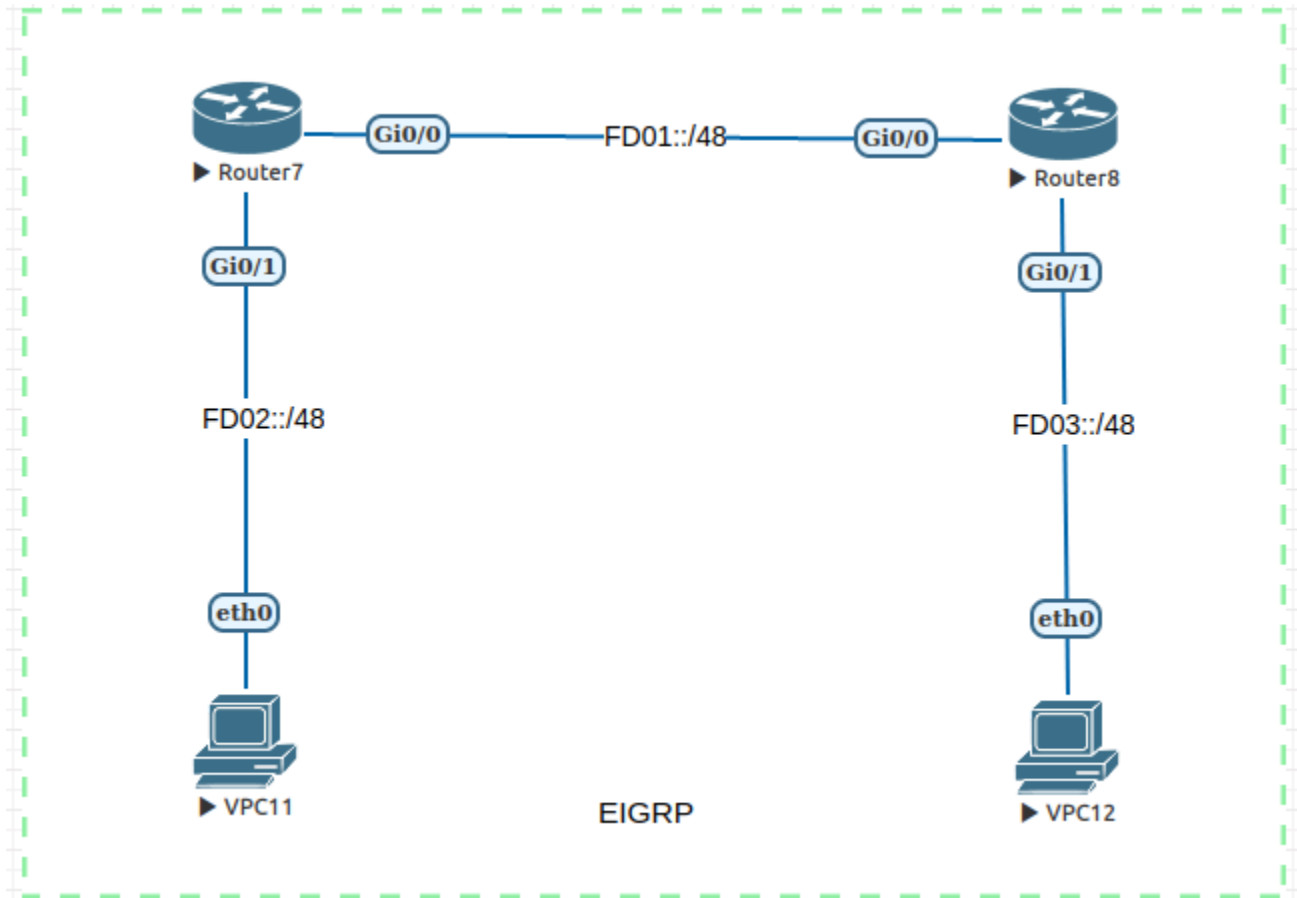 Gi0/0 FD01::/48 Gi0/0
Router7 Router8
Gi0/1 Gi0/1
FD02::/48 FD03::/48
eth0 eth0
VPC11 EIGRP VPC12